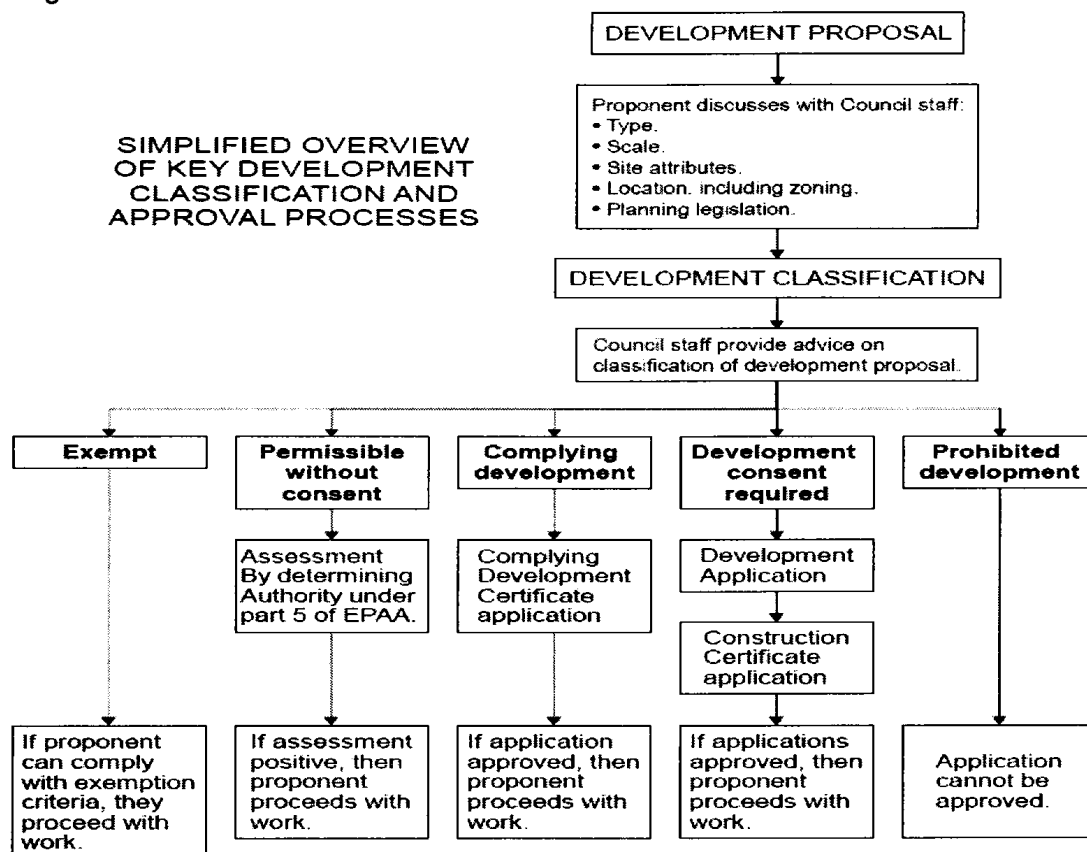 DEVELOPMENT PROPOSAL
Proponent discusses with Council staff:
• Type.
• Scale.
• Site attributes.
• Location. including zoning.
• Planning legislation.
SIMPLIFIED OVERVIEW
OF KEY DEVELOPMENT
CLASSIFICATION AND
APPROVAL PROCESSES
DEVELOPMENT CLASSIFICATION
Council staff provide advice on
classification of development proposal.
Exempt
Permissible
without
consent
Complying
development
Development
consent
required
Prohibited
development
Assessment
By determining
Authority under
part 5 of EPAA.
Complying
Development
Certificate
application
Development
Application
Construction
Certificate
application
If proponent
can comply
with exemption
criteria, they
proceed with
work.
If assessment
positive, then
proponent
proceeds with
work.
If application
approved, then
proponent
proceeds with
work.
If applications
approved, then
proponent
proceeds with
work.
Application
cannot be
approved.